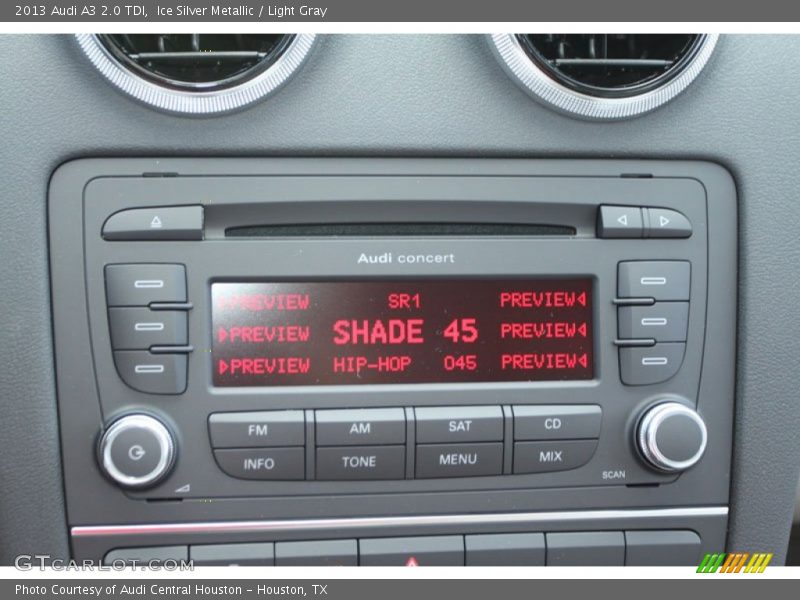 2013 Audi A3 2.0 TDI, Ice Silver Metallic / Light Gray
Audi concert
PREVIEW SR1 PREVIEW
PREVIEW SHADE 45 PREVIEW
PREVIEW HIP-HOP 045 PREVIEW
FM AM SAT CD
INFO TONE MENU MIX
SCAN
GTCarLot.com
Photo Courtesy of Audi Central Houston - Houston, TX